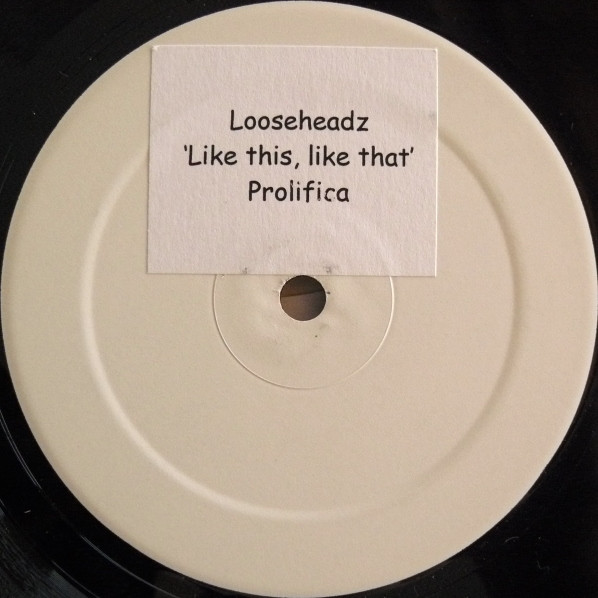 Looseheadz
‘Like this, like that’
Prolifica